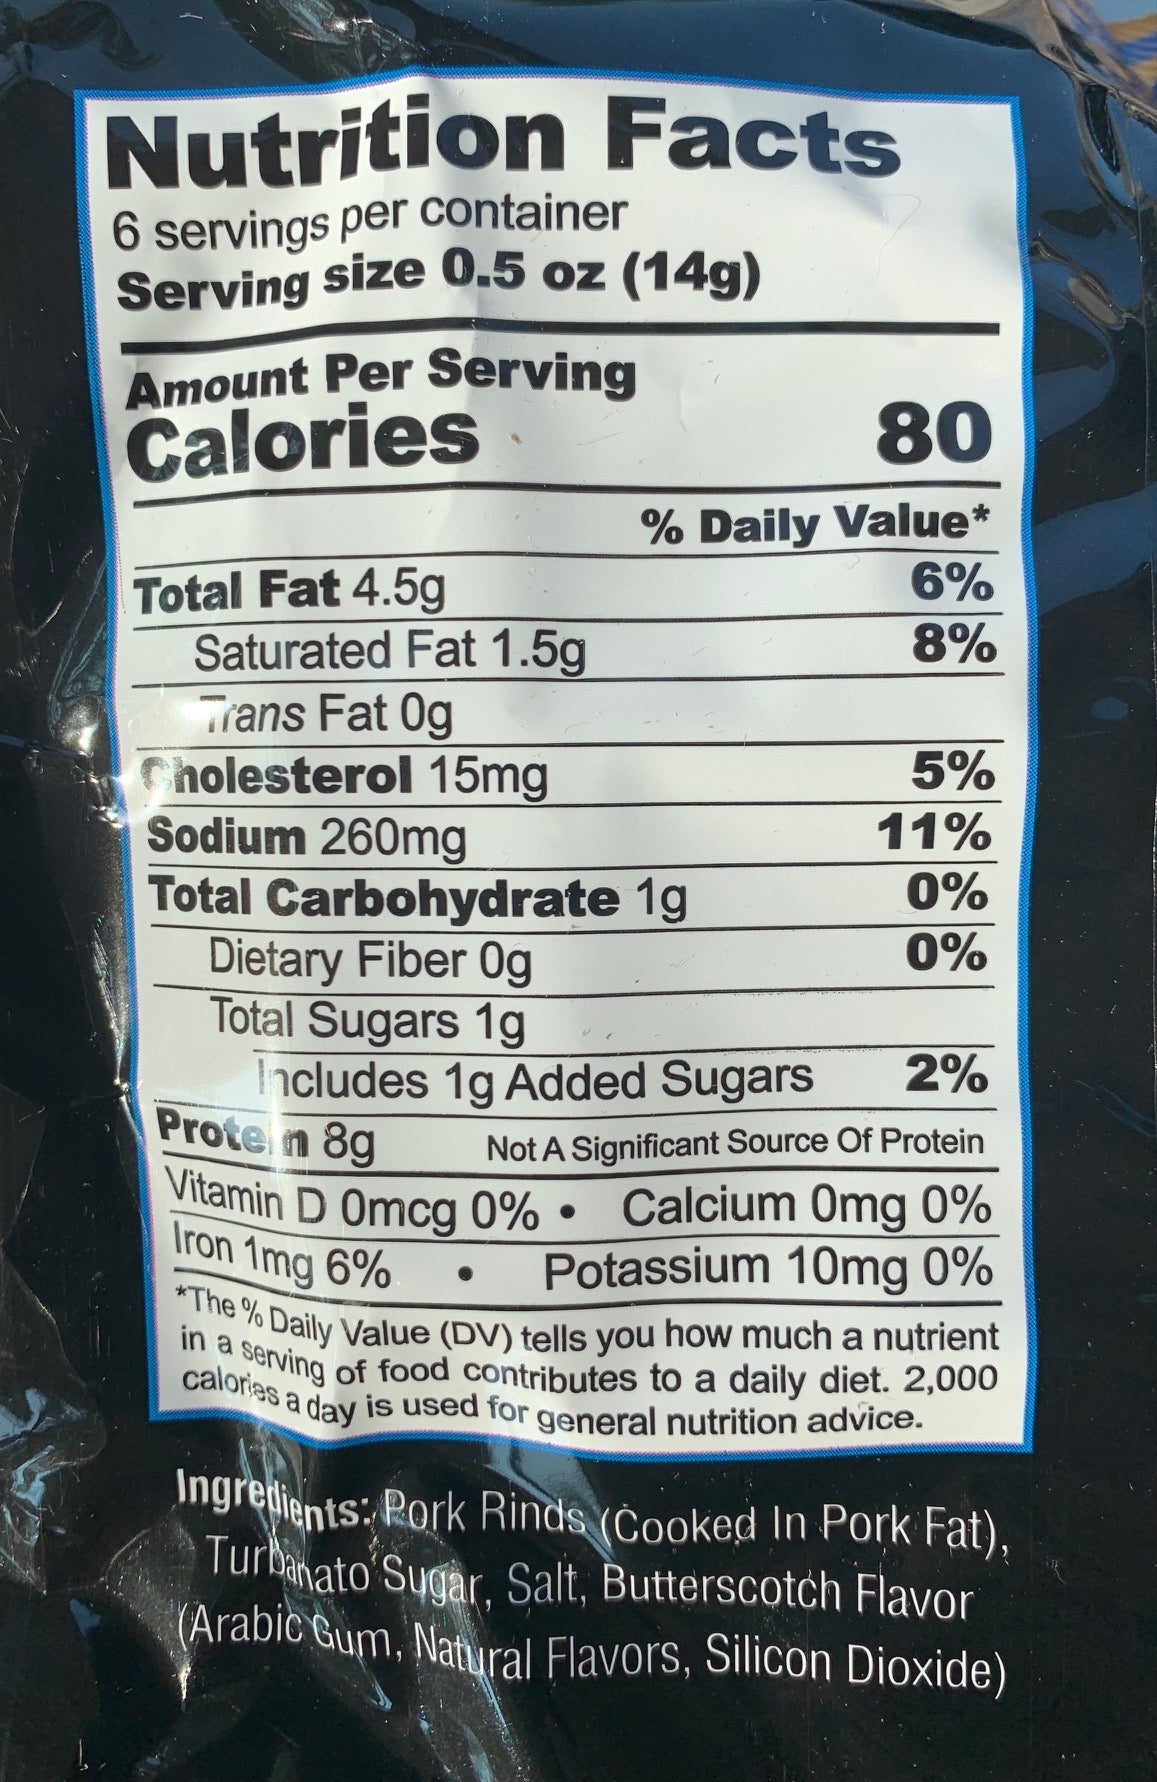 Nutrition Facts
6 servings per container
Serving size 0.5 oz (14g)
Amount Per Serving
Calories 80
% Daily Value*
Total Fat 4.5g 6%
Saturated Fat 1.5g 8%
Trans Fat 0g
Cholesterol 15mg 5%
Sodium 260mg 11%
Total Carbohydrate 1g 0%
Dietary Fiber 0g 0%
Total Sugars 1g
Includes 1g Added Sugars 2%
Protein 8g Not A Significant Source Of Protein
Vitamin D 0mcg 0% • Calcium 0mg 0%
Iron 1mg 6% • Potassium 10mg 0%
*The % Daily Value (DV) tells you how much a nutrient
in a serving of food contributes to a daily diet. 2,000
calories a day is used for general nutrition advice.
Ingredients: Pork Rinds (Cooked In Pork Fat),
Turbanato Sugar, Salt, Butterscotch Flavor
(Arabic Gum, Natural Flavors, Silicon Dioxide)